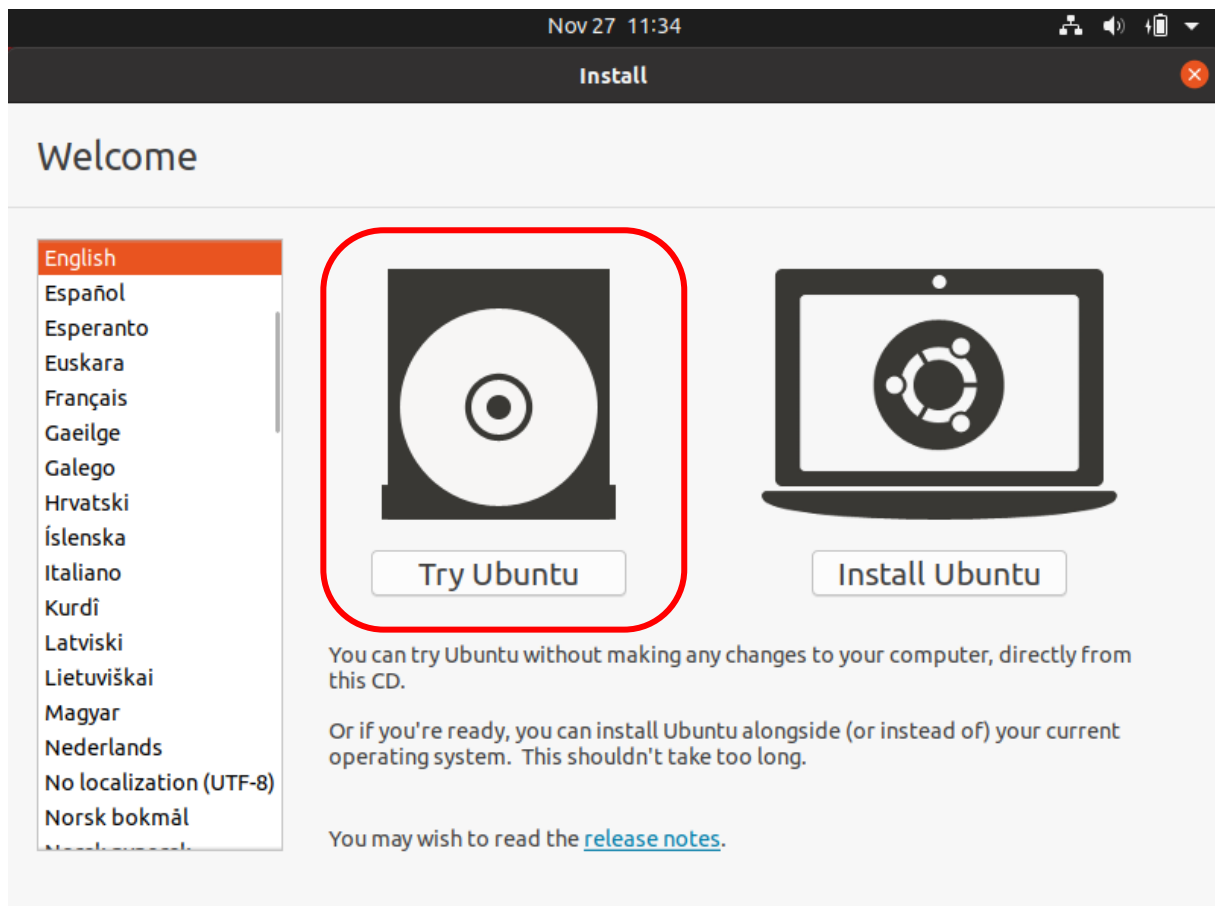 Nov 27 11:34
Install
Welcome
English
Español
Esperanto
Euskara
Français
Gaeilge
Galego
Hrvatski
Íslenska
Italiano
Kurdî
Latviski
Lietuviškai
Magyar
Nederlands
No localization (UTF-8)
Norsk bokmål
Try Ubuntu
Install Ubuntu
You can try Ubuntu without making any changes to your computer, directly from
this CD.
Or if you're ready, you can install Ubuntu alongside (or instead of) your current
operating system. This shouldn't take too long.
You may wish to read the release notes.